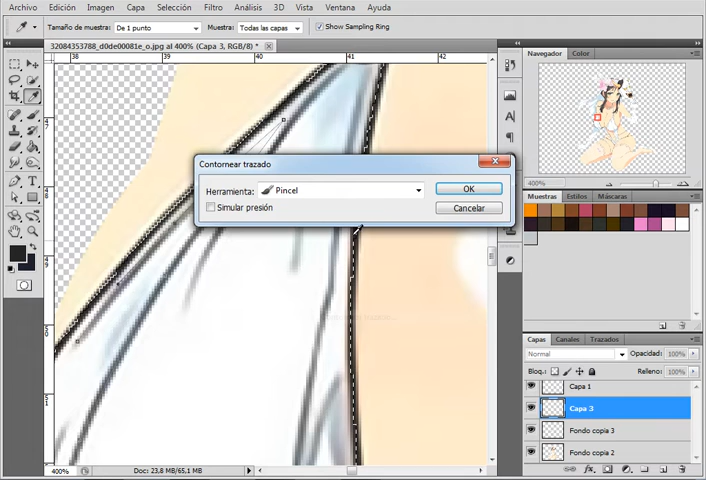 Archivo Edición Imagen Capa Selección Filtro Análisis 3D Vista Ventana Ayuda
Tamaño de muestra: De 1 punto Muestra: Todas las capas Show Sampling Ring
32084353788_d0de00081e_o.jpg al 400% (Capa 3, RGB/8) *
38 39 40 41 42
Navegador Color
400%
Contornear trazado
Herramienta: Pincel OK
Simular presión Cancelar
Muestras Estilos Máscaras
Capas Canales Trazados
Normal Opacidad: 100%
Bloq.: Relleno: 100%
Capa 1
Capa 3
Fondo copia 3
Fondo copia 2
400% Doc: 23,8 MB/65,1 MB